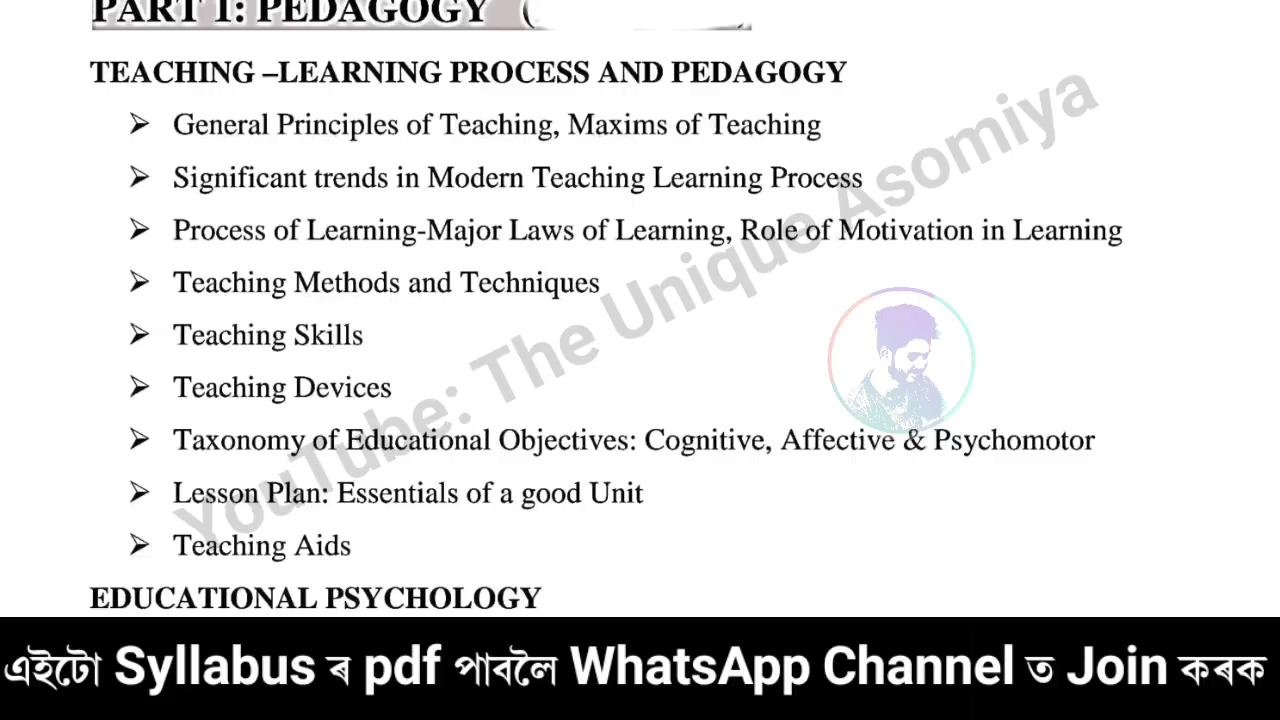 PART 1: PEDAGOGY (
TEACHING –LEARNING PROCESS AND PEDAGOGY
➢ General Principles of Teaching, Maxims of Teaching
➢ Significant trends in Modern Teaching Learning Process
➢ Process of Learning-Major Laws of Learning, Role of Motivation in Learning
➢ Teaching Methods and Techniques
➢ Teaching Skills
➢ Teaching Devices
➢ Taxonomy of Educational Objectives: Cognitive, Affective & Psychomotor
➢ Lesson Plan: Essentials of a good Unit
➢ Teaching Aids
EDUCATIONAL PSYCHOLOGY
YouTube: The Unique Asomiya
এইটো Syllabus ৰ pdf পাবলৈ WhatsApp Channel ত Join কৰক